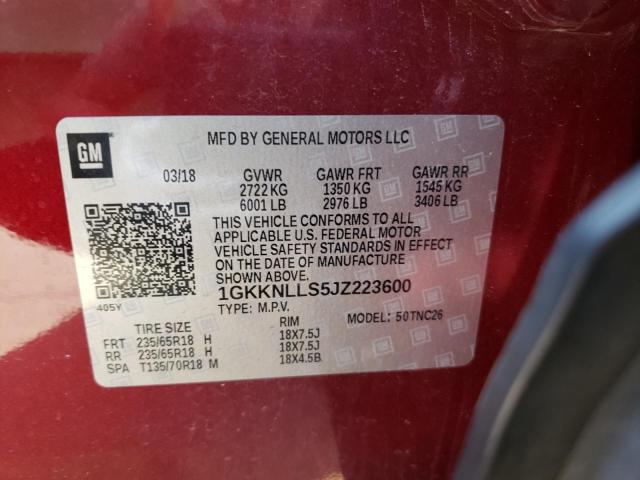 GM
MFD BY GENERAL MOTORS LLC
03/18 GVWR GAWR FRT GAWR RR
2722 KG 1350 KG 1545 KG
6001 LB 2976 LB 3406 LB
THIS VEHICLE CONFORMS TO ALL
APPLICABLE U.S. FEDERAL MOTOR
VEHICLE SAFETY STANDARDS IN EFFECT
ON THE DATE OF MANUFACTURE
SHOWN ABOVE.
405Y
1GKKNLLS5JZ223600
TYPE: M.P.V. MODEL: 50TNC26
TIRE SIZE RIM
FRT 235/65R18 H 18X7.5J
RR 235/65R18 H 18X7.5J
SPA T135/70R18 M 18X4.5B